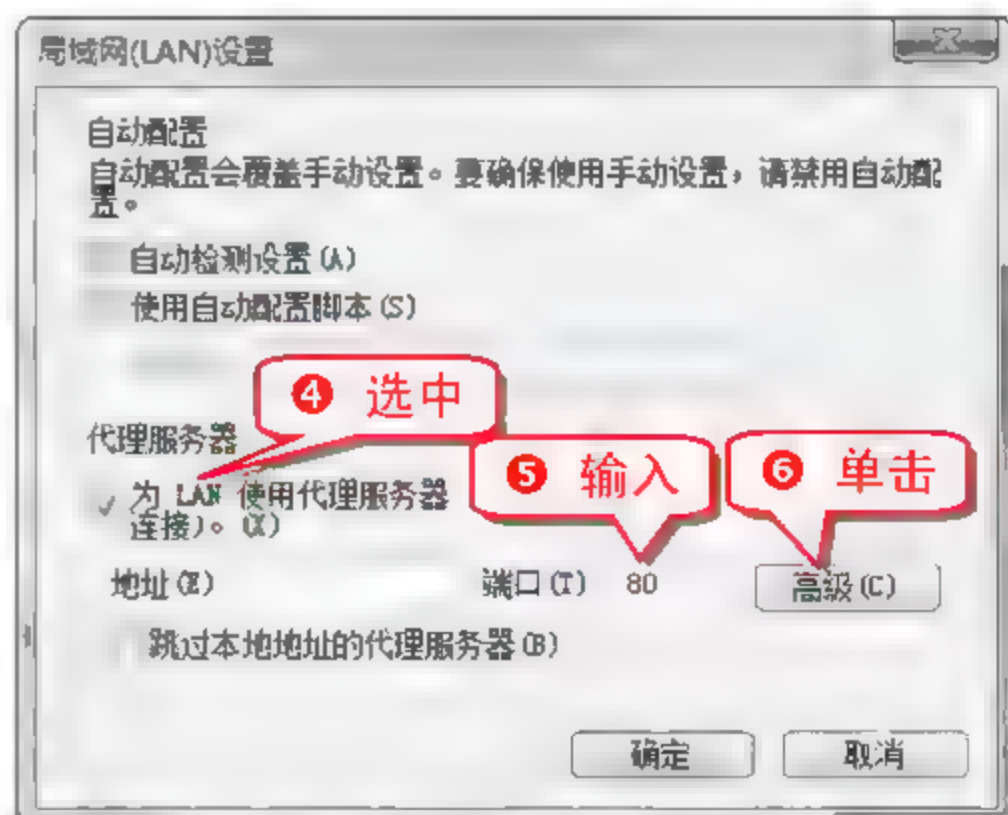 局域网(LAN)设置
自动配置
自动配置会覆盖手动设置。要确保使用手动设置，请禁用自动配
置。
自动检测设置(A)
使用自动配置脚本(S)
❹ 选中
代理服务器
❺ 输入
❻ 单击
为 LAN 使用代理服务器
连接)。(X)
地址(E)
端口(T) 80
高级(C)
跳过本地地址的代理服务器(B)
确定
取消